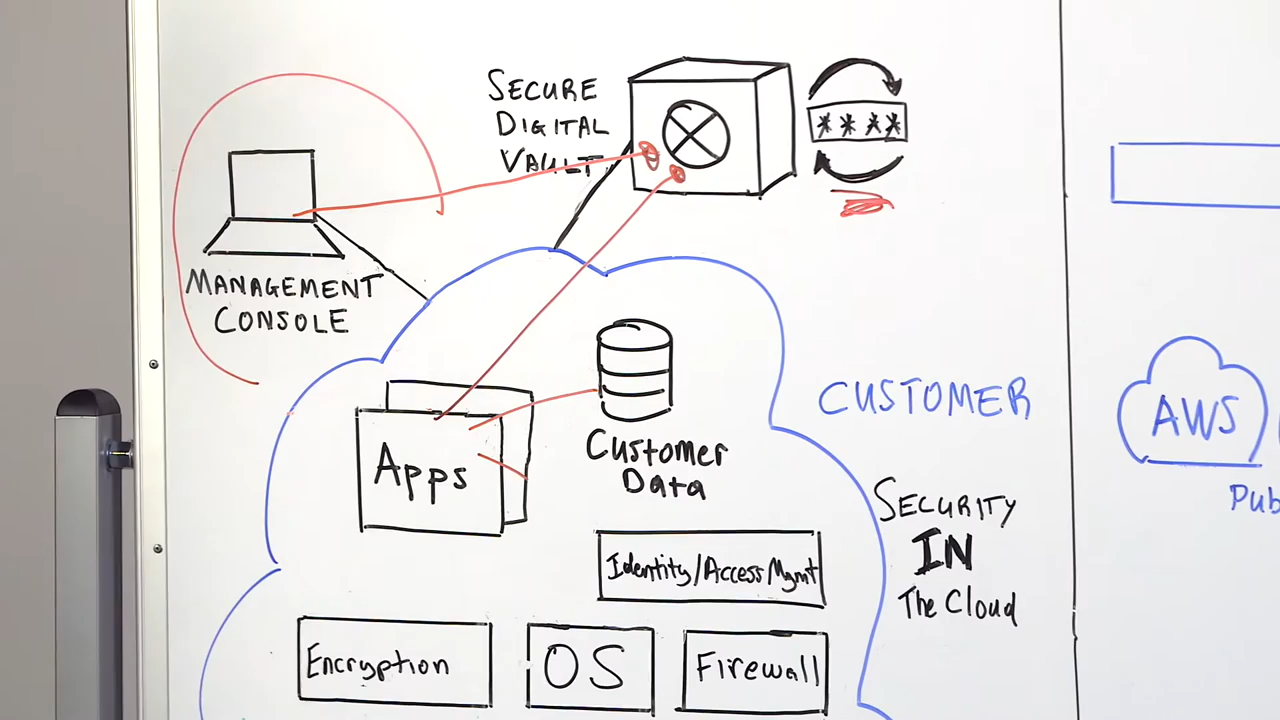 SECURE
DIGITAL
VAULT
****
MANAGEMENT
CONSOLE
Apps
Customer
Data
CUSTOMER
AWS
SECURITY
IN
The Cloud
Identity/Access Mgmt
Encryption
OS
Firewall